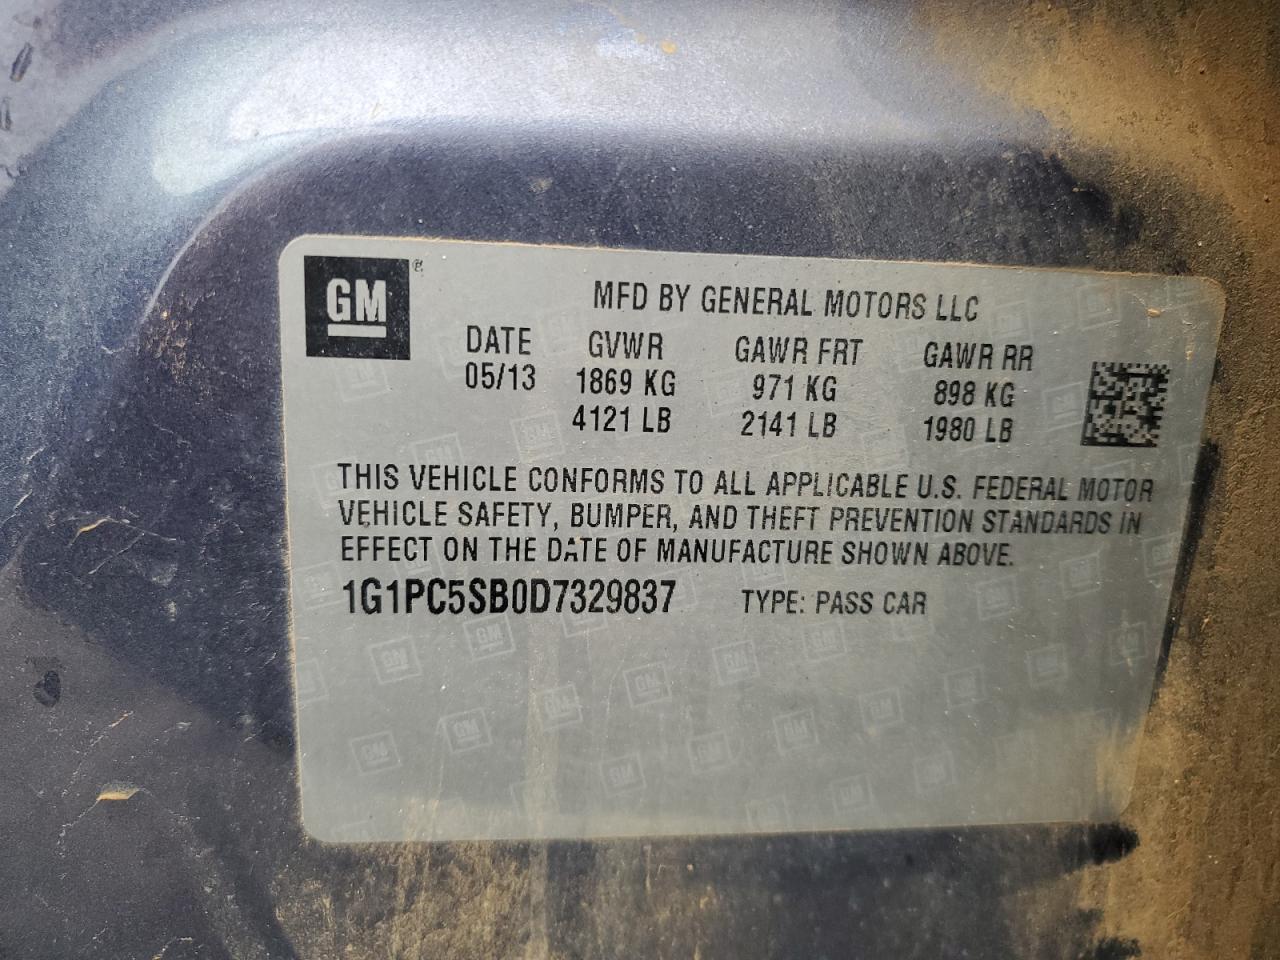 GM®
MFD BY GENERAL MOTORS LLC
DATE GVWR GAWR FRT GAWR RR
05/13 1869 KG 971 KG 898 KG
4121 LB 2141 LB 1980 LB
THIS VEHICLE CONFORMS TO ALL APPLICABLE U.S. FEDERAL MOTOR
VEHICLE SAFETY, BUMPER, AND THEFT PREVENTION STANDARDS IN
EFFECT ON THE DATE OF MANUFACTURE SHOWN ABOVE.
1G1PC5SB0D7329837 TYPE: PASS CAR